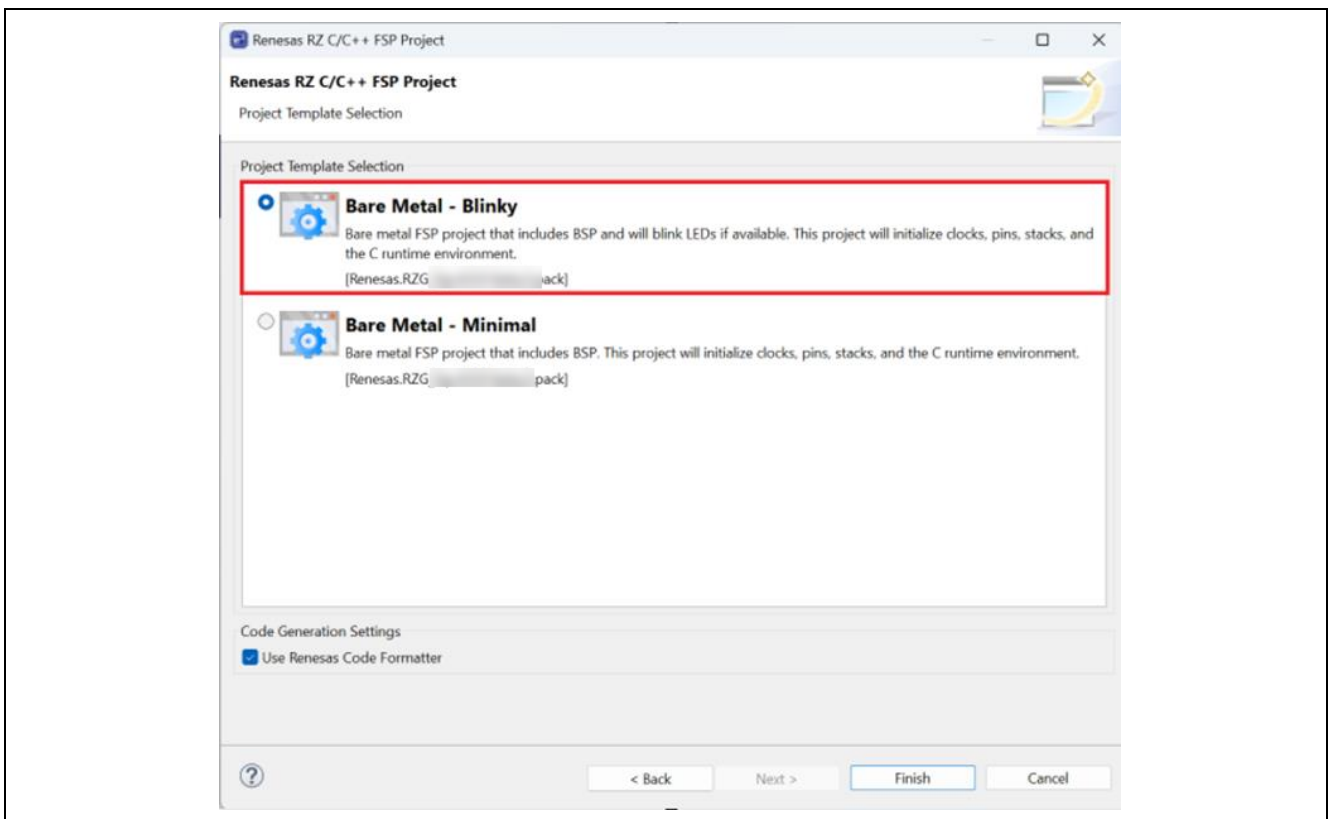 Renesas RZ C/C++ FSP Project
Renesas RZ C/C++ FSP Project
Project Template Selection
Project Template Selection
Bare Metal - Blinky
Bare metal FSP project that includes BSP and will blink LEDs if available. This project will initialize clocks, pins, stacks, and
the C runtime environment.
[Renesas.RZG ack]
Bare Metal - Minimal
Bare metal FSP project that includes BSP. This project will initialize clocks, pins, stacks, and the C runtime environment.
[Renesas.RZG pack]
Code Generation Settings
Use Renesas Code Formatter
?
< Back
Next >
Finish
Cancel